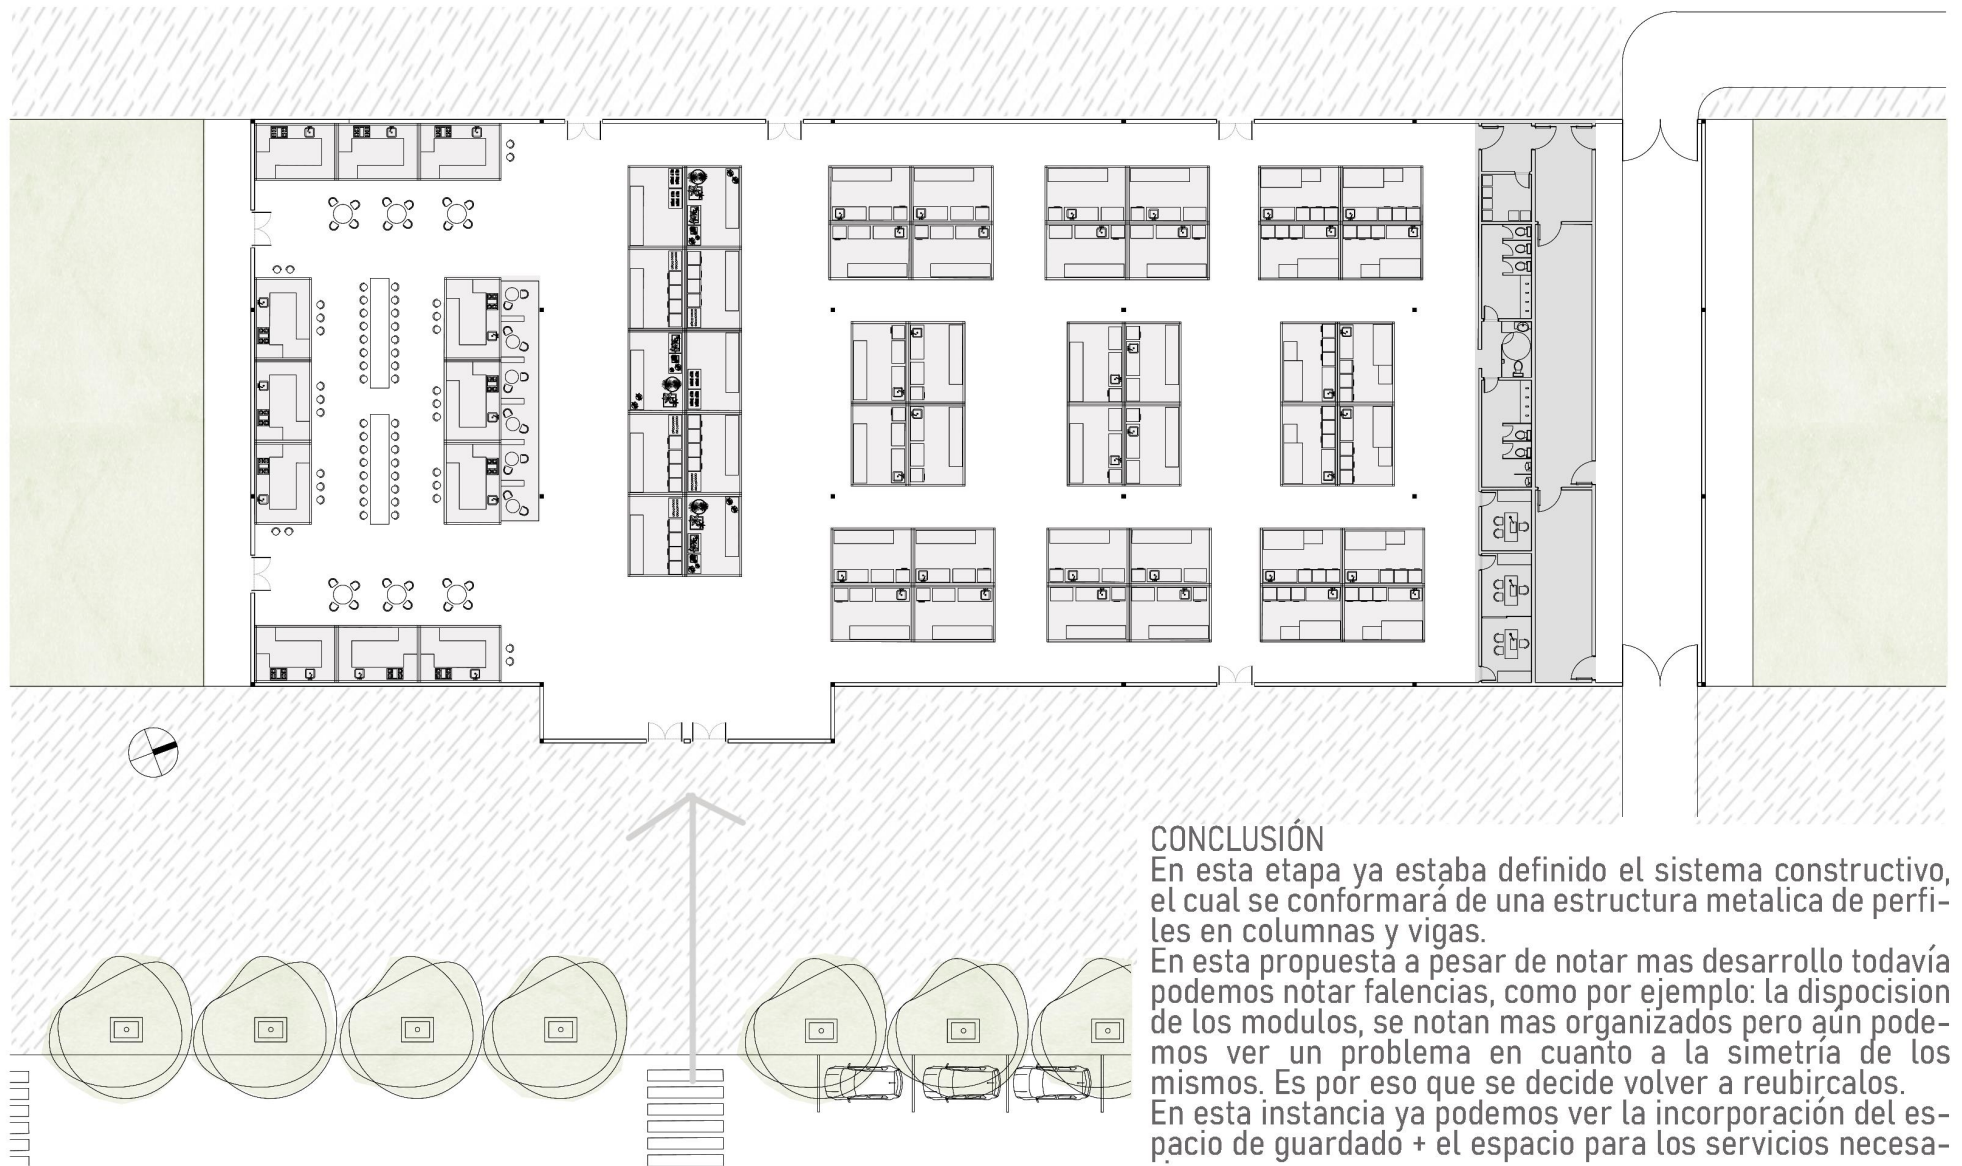 CONCLUSIÓN
En esta etapa ya estaba definido el sistema constructivo,
el cual se conformará de una estructura metalica de perfi-
les en columnas y vigas.
En esta propuesta a pesar de notar mas desarrollo todavía
podemos notar falencias, como por ejemplo: la dispocision
de los modulos, se notan mas organizados pero aún pode-
mos ver un problema en cuanto a la simetría de los
mismos. Es por eso que se decide volver a reubircalos.
En esta instancia ya podemos ver la incorporación del es-
pacio de guardado + el espacio para los servicios necesa-